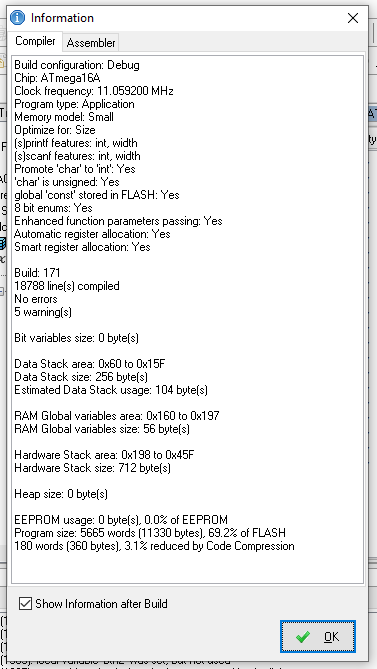 Information
Compiler
Assembler
Build configuration: Debug
Chip: ATmega16A
Clock frequency: 11.059200 MHz
Program type: Application
Memory model: Small
Optimize for: Size
(s)printf features: int, width
(s)scanf features: int, width
Promote 'char' to 'int': Yes
'char' is unsigned: Yes
global 'const' stored in FLASH: Yes
8 bit enums: Yes
Enhanced function parameters passing: Yes
Automatic register allocation: Yes
Smart register allocation: Yes
Build: 171
18788 line(s) compiled
No errors
5 warning(s)
Bit variables size: 0 byte(s)
Data Stack area: 0x60 to 0x15F
Data Stack size: 256 byte(s)
Estimated Data Stack usage: 104 byte(s)
RAM Global variables area: 0x160 to 0x197
RAM Global variables size: 56 byte(s)
Hardware Stack area: 0x198 to 0x45F
Hardware Stack size: 712 byte(s)
Heap size: 0 byte(s)
EEPROM usage: 0 byte(s), 0.0% of EEPROM
Program size: 5665 words (11330 bytes), 69.2% of FLASH
180 words (360 bytes), 3.1% reduced by Code Compression
Show Information after Build
OK